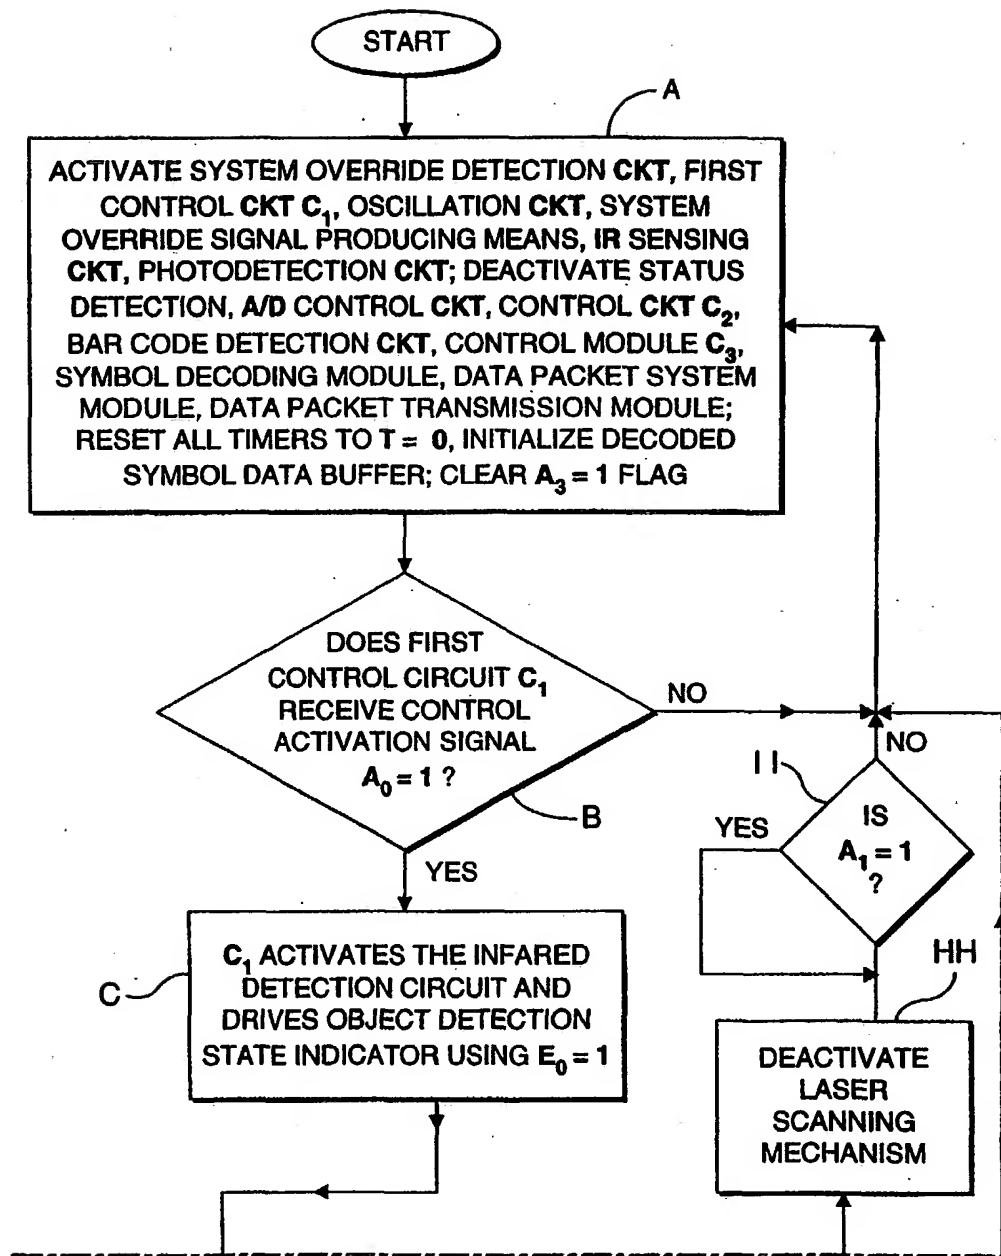 START
A
ACTIVATE SYSTEM OVERRIDE DETECTION CKT, FIRST
CONTROL CKT C1, OSCILLATION CKT, SYSTEM
OVERRIDE SIGNAL PRODUCING MEANS, IR SENSING
CKT, PHOTODETECTION CKT; DEACTIVATE STATUS
DETECTION, A/D CONTROL CKT, CONTROL CKT C2,
BAR CODE DETECTION CKT, CONTROL MODULE C3,
SYMBOL DECODING MODULE, DATA PACKET SYSTEM
MODULE, DATA PACKET TRANSMISSION MODULE;
RESET ALL TIMERS TO T = 0, INITIALIZE DECODED
SYMBOL DATA BUFFER; CLEAR A3 = 1 FLAG
DOES FIRST
CONTROL CIRCUIT C1
RECEIVE CONTROL
ACTIVATION SIGNAL
A0 = 1 ?
NO
B
YES
NO
II
YES
IS
A1 = 1
?
C
C1 ACTIVATES THE INFARED
DETECTION CIRCUIT AND
DRIVES OBJECT DETECTION
STATE INDICATOR USING E0 = 1
HH
DEACTIVATE
LASER
SCANNING
MECHANISM